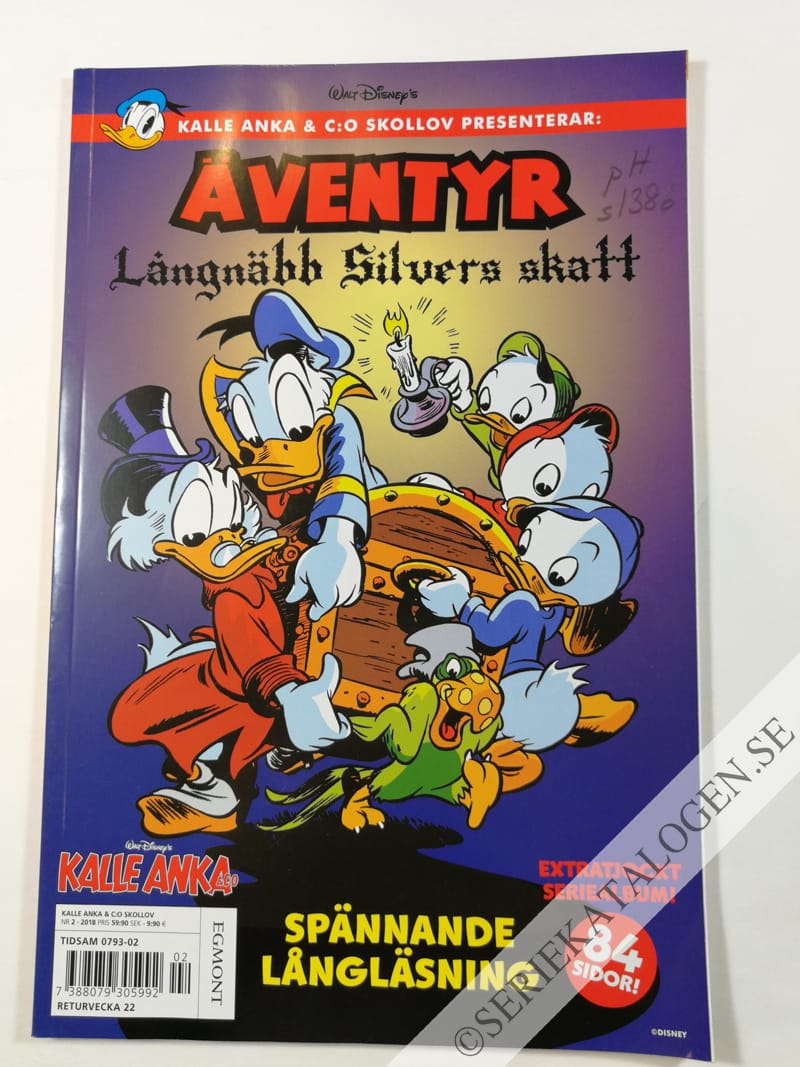 Walt Disney's
KALLE ANKA & C:O SKOLLOV PRESENTERAR:
ÄVENTYR
pH
Långnäbb Silvers skatt
Walt Disney's
KALLE ANKA &CO
EXTRATJOCKT
SERIEALBUM!
84
SIDOR!
SPÄNNANDE
LÅNGLÄSNING
KALLE ANKA & C:O SKOLLOV
NR 2 - 2018 PRIS 59:90 SEK - 9:90 €
TIDSAM 0793-02
02
7 388079 305992
RETURVECKA 22
EGMONT
©DISNEY
© SERIEKATALOGEN.SE